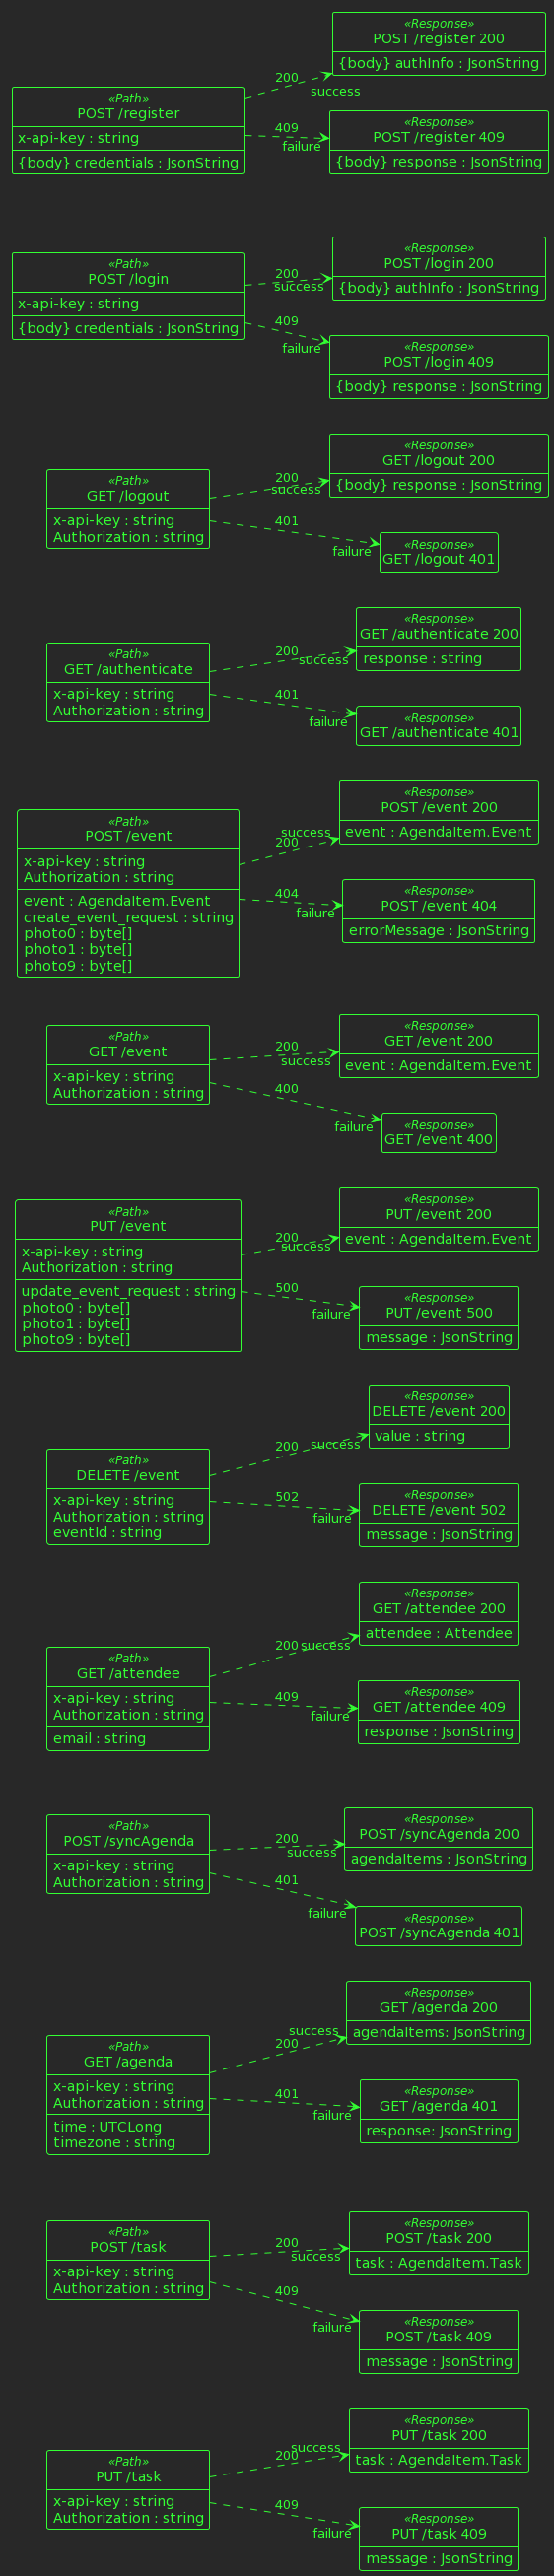 «Response»
POST /register 200
{body} authInfo : JsonString
«Path»
POST /register
x-api-key : string
{body} credentials : JsonString
200
success
409
failure
«Response»
POST /register 409
{body} response : JsonString
«Path»
POST /login
x-api-key : string
{body} credentials : JsonString
200
success
«Response»
POST /login 200
{body} authInfo : JsonString
409
failure
«Response»
POST /login 409
{body} response : JsonString
«Path»
GET /logout
x-api-key : string
Authorization : string
200
success
«Response»
GET /logout 200
{body} response : JsonString
401
failure
«Response»
GET /logout 401
«Path»
GET /authenticate
x-api-key : string
Authorization : string
200
success
«Response»
GET /authenticate 200
response : string
401
failure
«Response»
GET /authenticate 401
«Path»
POST /event
x-api-key : string
Authorization : string
event : AgendaItem.Event
create_event_request : string
photo0 : byte[]
photo1 : byte[]
photo9 : byte[]
success
200
«Response»
POST /event 200
event : AgendaItem.Event
404
failure
«Response»
POST /event 404
errorMessage : JsonString
«Path»
GET /event
x-api-key : string
Authorization : string
200
success
«Response»
GET /event 200
event : AgendaItem.Event
400
failure
«Response»
GET /event 400
«Path»
PUT /event
x-api-key : string
Authorization : string
update_event_request : string
photo0 : byte[]
photo1 : byte[]
photo9 : byte[]
200
success
«Response»
PUT /event 200
event : AgendaItem.Event
500
failure
«Response»
PUT /event 500
message : JsonString
«Path»
DELETE /event
x-api-key : string
Authorization : string
eventId : string
200
success
«Response»
DELETE /event 200
value : string
502
failure
«Response»
DELETE /event 502
message : JsonString
«Path»
GET /attendee
x-api-key : string
Authorization : string
email : string
200
success
«Response»
GET /attendee 200
attendee : Attendee
409
failure
«Response»
GET /attendee 409
response : JsonString
«Path»
POST /syncAgenda
x-api-key : string
Authorization : string
200
success
«Response»
POST /syncAgenda 200
agendaItems : JsonString
401
failure
«Response»
POST /syncAgenda 401
«Path»
GET /agenda
x-api-key : string
Authorization : string
time : UTCLong
timezone : string
success
200
«Response»
GET /agenda 200
agendaItems: JsonString
401
failure
«Response»
GET /agenda 401
response: JsonString
«Path»
POST /task
x-api-key : string
Authorization : string
200
success
«Response»
POST /task 200
task : AgendaItem.Task
409
failure
«Response»
POST /task 409
message : JsonString
«Path»
PUT /task
x-api-key : string
Authorization : string
success
200
«Response»
PUT /task 200
task : AgendaItem.Task
409
failure
«Response»
PUT /task 409
message : JsonString